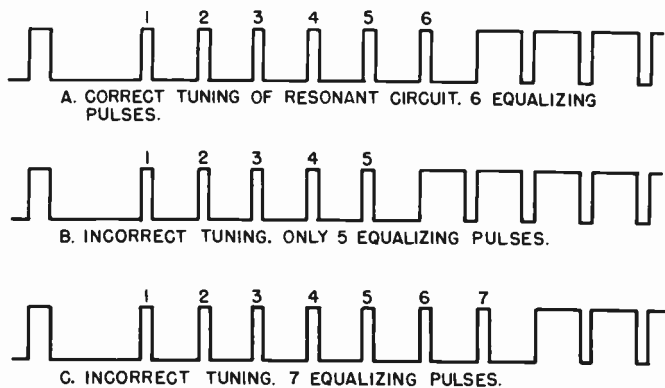 1 2 3 4 5 6
A. CORRECT TUNING OF RESONANT CIRCUIT. 6 EQUALIZING
PULSES.
1 2 3 4 5
B. INCORRECT TUNING. ONLY 5 EQUALIZING PULSES.
1 2 3 4 5 6 7
C. INCORRECT TUNING. 7 EQUALIZING PULSES.